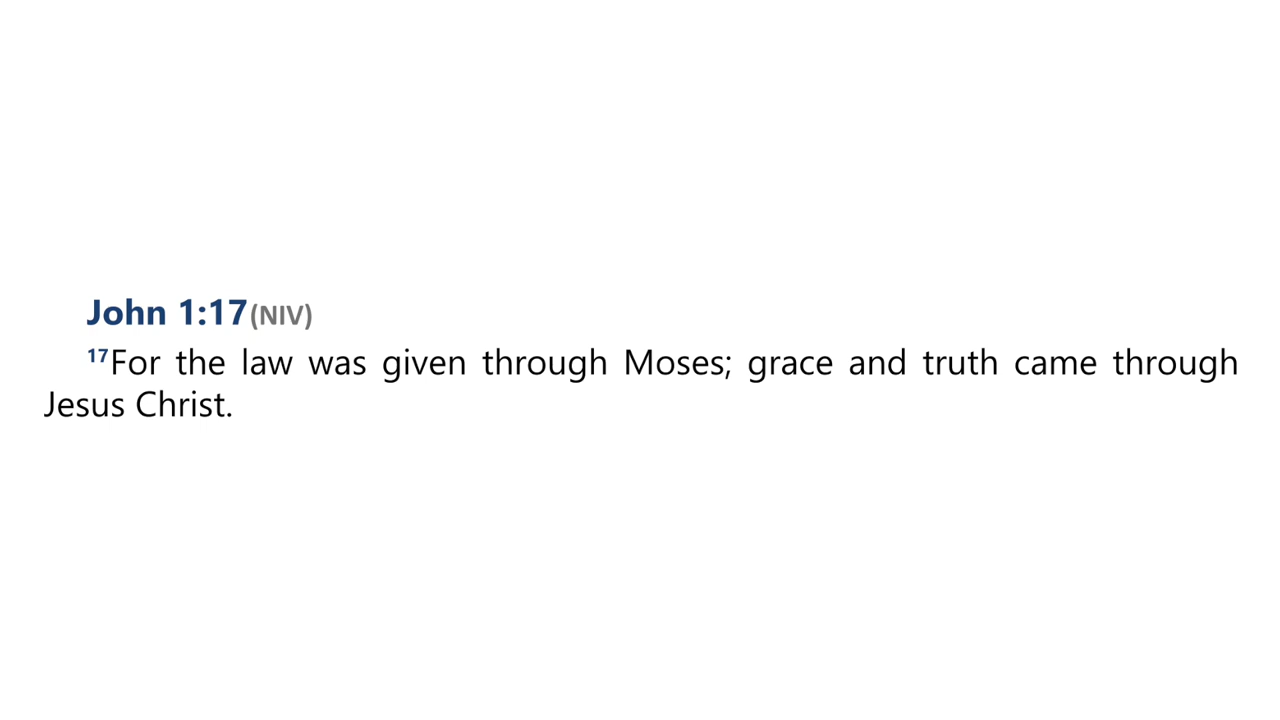 John 1:17(NIV)
17For the law was given through Moses; grace and truth came through
Jesus Christ.